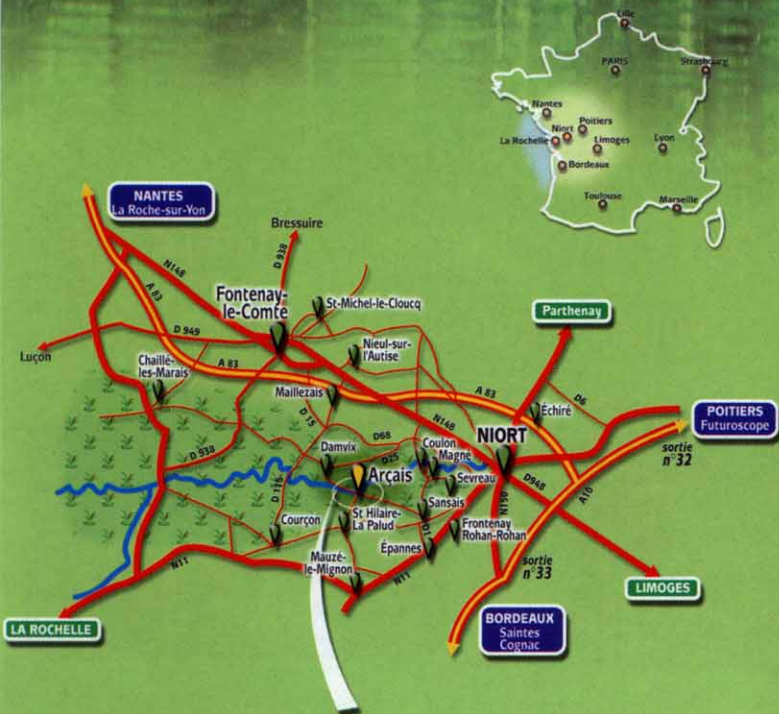 Lille
PARIS
Strasbourg
Nantes
Poitiers
Niort
La Rochelle
Limoges
Lyon
Bordeaux
Toulouse
Marseille
NANTES
La Roche-sur-Yon
Bressuire
D 938
N148
A 83
Fontenay-
le-Comte
St-Michel-le-Cloucq
Parthenay
D 949
Luçon
Nieul-sur-
l'Autise
Chaillé-
les-Marais
A 83
Maillezais
A 83
D6
Échiré
POITIERS
Futuroscope
sortie
n°32
D 15
N148
NIORT
D68
Coulon
Magne
Damvix
D25
D 938
Arçais
Sevreau
D948
A10
N150
D 116
Sansais
St Hilaire-
La Palud
Courçon
D1
Frontenay
Rohan-Rohan
Épannes
Mauzé-
le-Mignon
N11
N11
sortie
n°33
LIMOGES
LA ROCHELLE
BORDEAUX
Saintes
Cognac